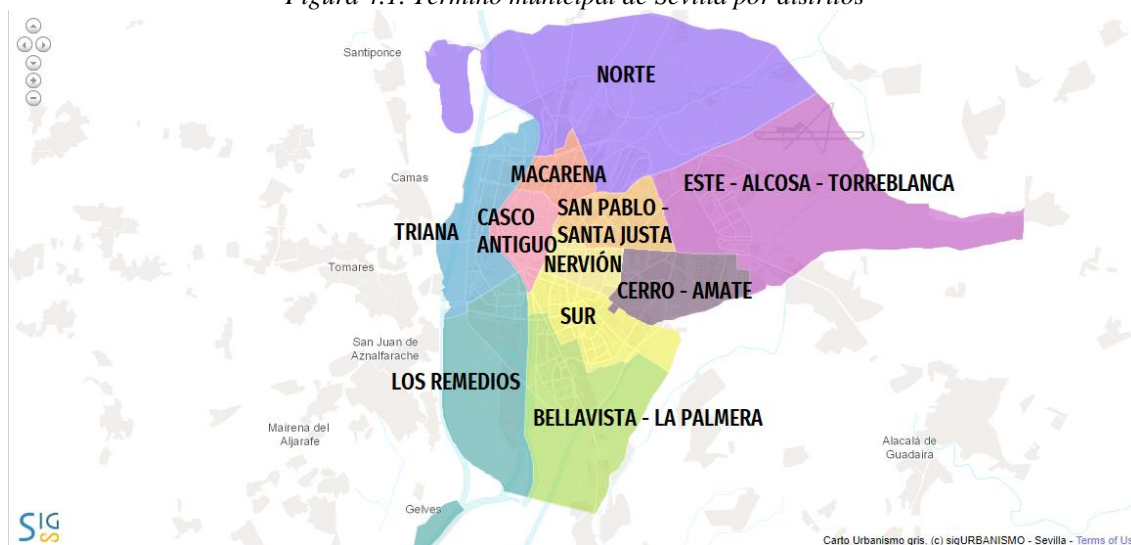 Figura 4.1. Término municipal de Sevilla por distritos
Santiponce
NORTE
Camas
MACARENA
ESTE - ALCOSA - TORREBLANCA
CASCO
ANTIGUO
SAN PABLO -
SANTA JUSTA
TRIANA
Tomares
NERVIÓN
CERRO - AMATE
SUR
San Juan de
Aznalfarache
LOS REMEDIOS
BELLAVISTA - LA PALMERA
Mairena del
Aljarafe
Alacalá de
Guadaira
Gelves
SIG
Carto Urbanismo gris. (c) sigURBANISMO - Sevilla - Terms of Us